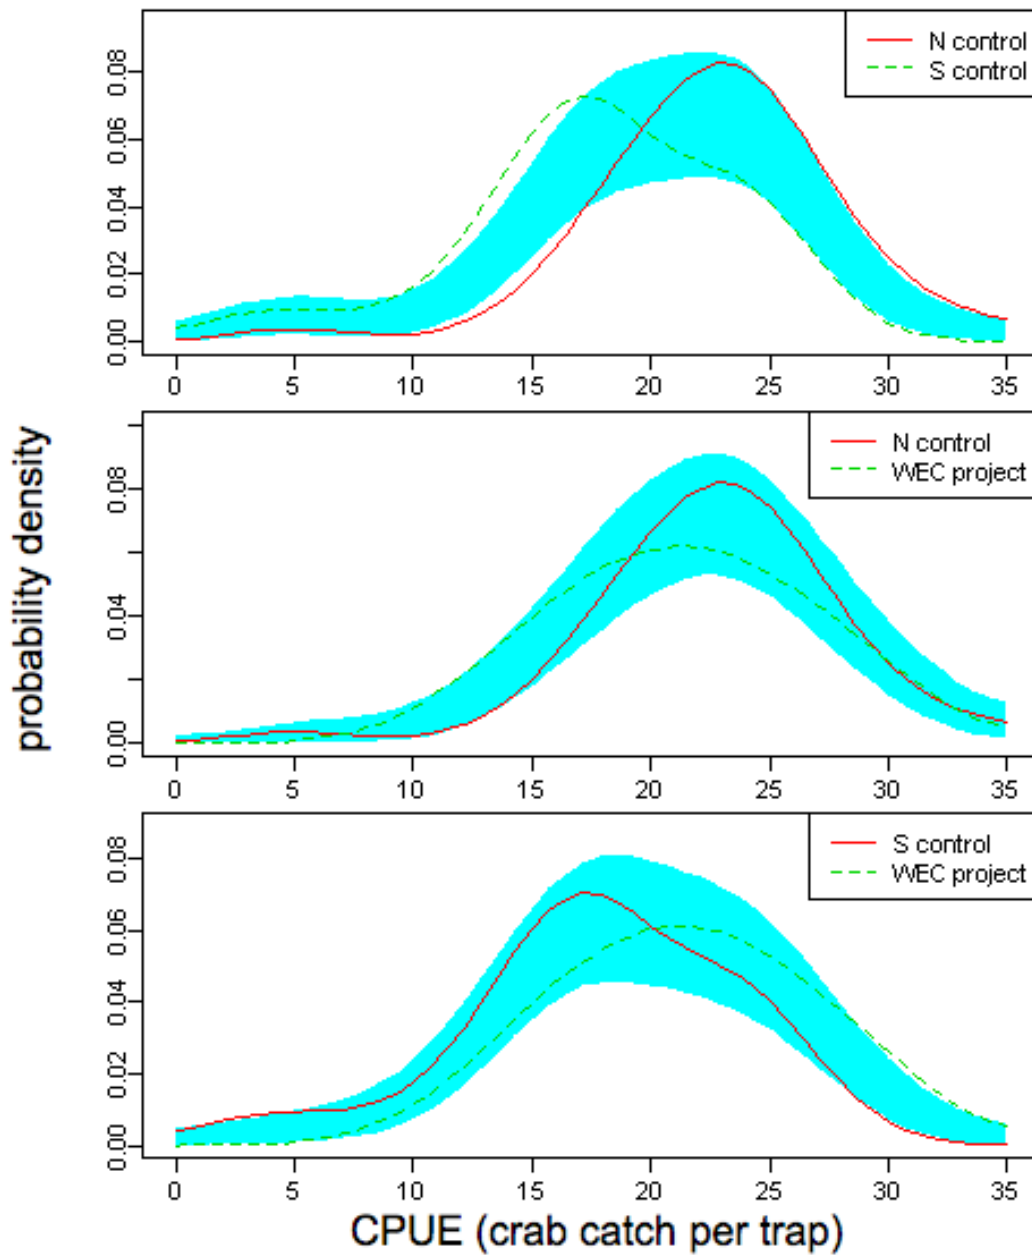 N control
S control
0.08
0.06
0.04
0.02
0.00
0 5 10 15 20 25 30 35
N control
WEC project
0.08
0.04
0.00
0 5 10 15 20 25 30 35
probability density
S control
WEC project
0.08
0.06
0.04
0.02
0.00
0 5 10 15 20 25 30 35
CPUE (crab catch per trap)